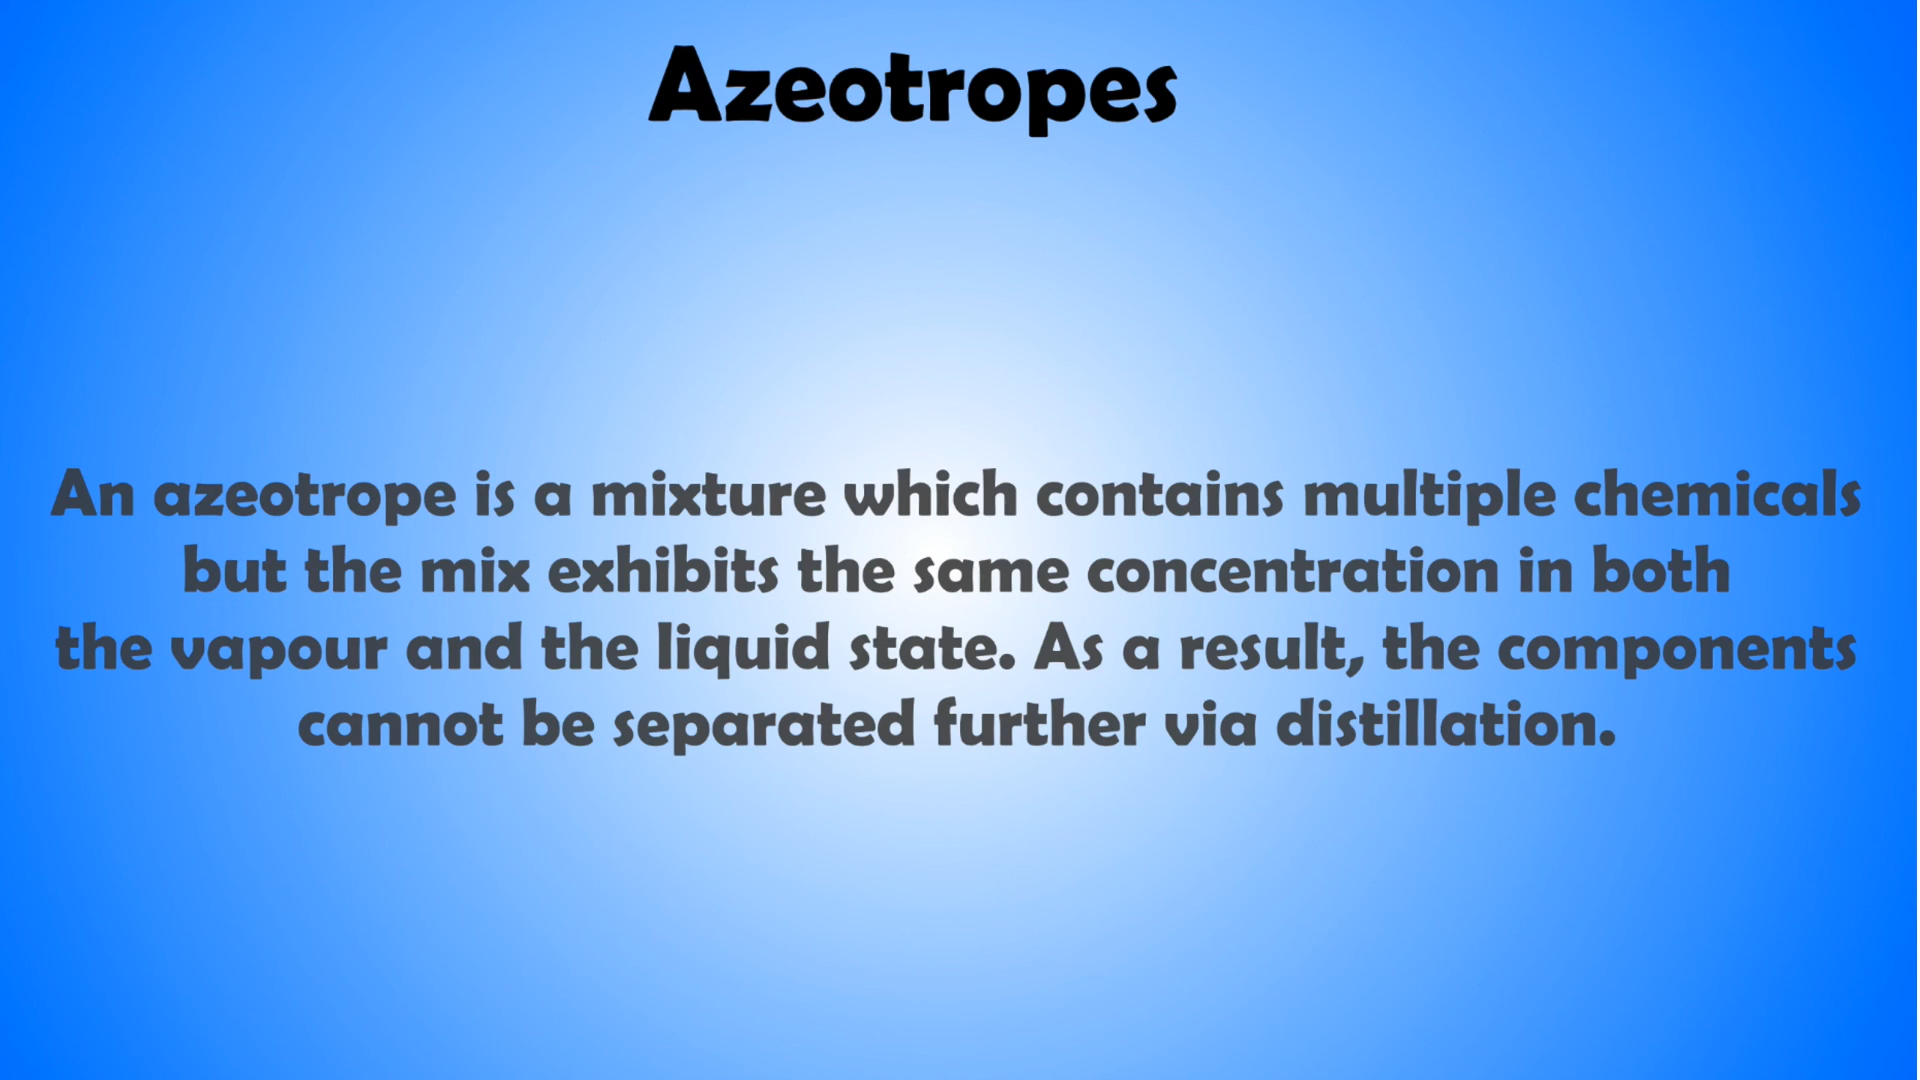 Azeotropes
An azeotrope is a mixture which contains multiple chemicals
but the mix exhibits the same concentration in both
the vapour and the liquid state. As a result, the components
cannot be separated further via distillation.